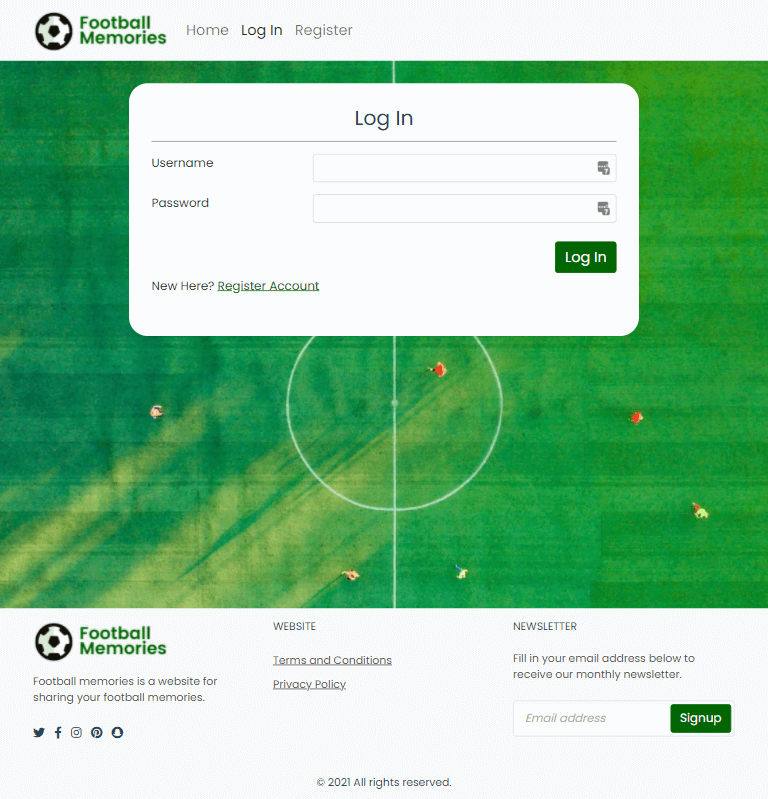 Football
Memories
Home Log In Register
Log In
Username
Password
Log In
New Here? Register Account
Football
Memories
Football memories is a website for
sharing your football memories.
WEBSITE
Terms and Conditions
Privacy Policy
NEWSLETTER
Fill in your email address below to
receive our monthly newsletter.
Email address
Signup
© 2021 All rights reserved.